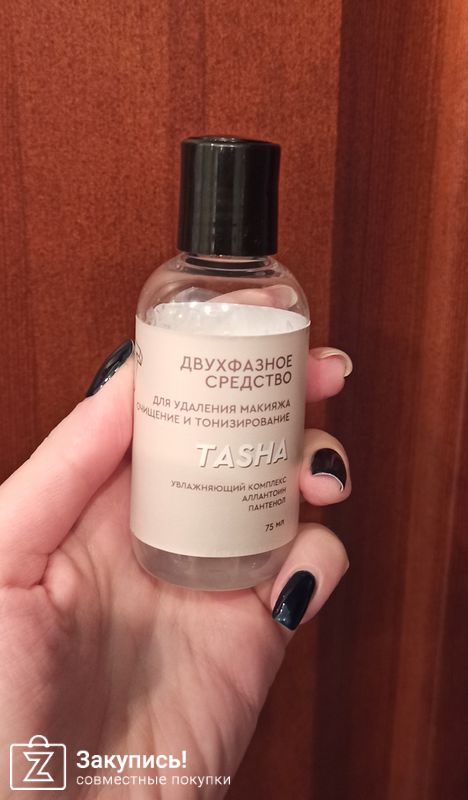 ДВУХФАЗНОЕ
СРЕДСТВО
ДЛЯ УДАЛЕНИЯ МАКИЯЖА
ОЧИЩЕНИЕ И ТОНИЗИРОВАНИЕ
TASHA
УВЛАЖНЯЮЩИЙ КОМПЛЕКС
АЛЛАНТОИН
ПАНТЕНОЛ
75 МЛ
Z
Закупись!
совместные покупки